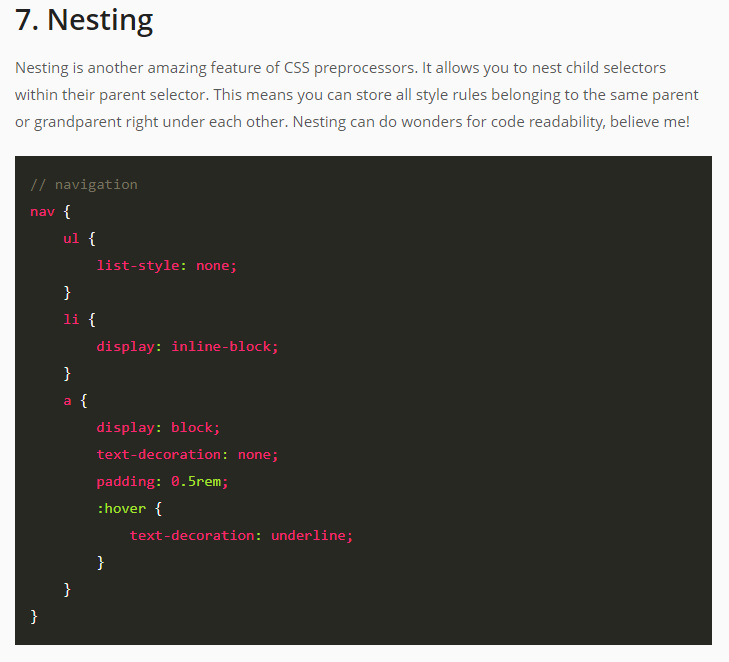 7. Nesting
Nesting is another amazing feature of CSS preprocessors. It allows you to nest child selectors
within their parent selector. This means you can store all style rules belonging to the same parent
or grandparent right under each other. Nesting can do wonders for code readability, believe me!
// navigation
nav {
    ul {
        list-style: none;
    }
    li {
        display: inline-block;
    }
    a {
        display: block;
        text-decoration: none;
        padding: 0.5rem;
        :hover {
            text-decoration: underline;
        }
    }
}